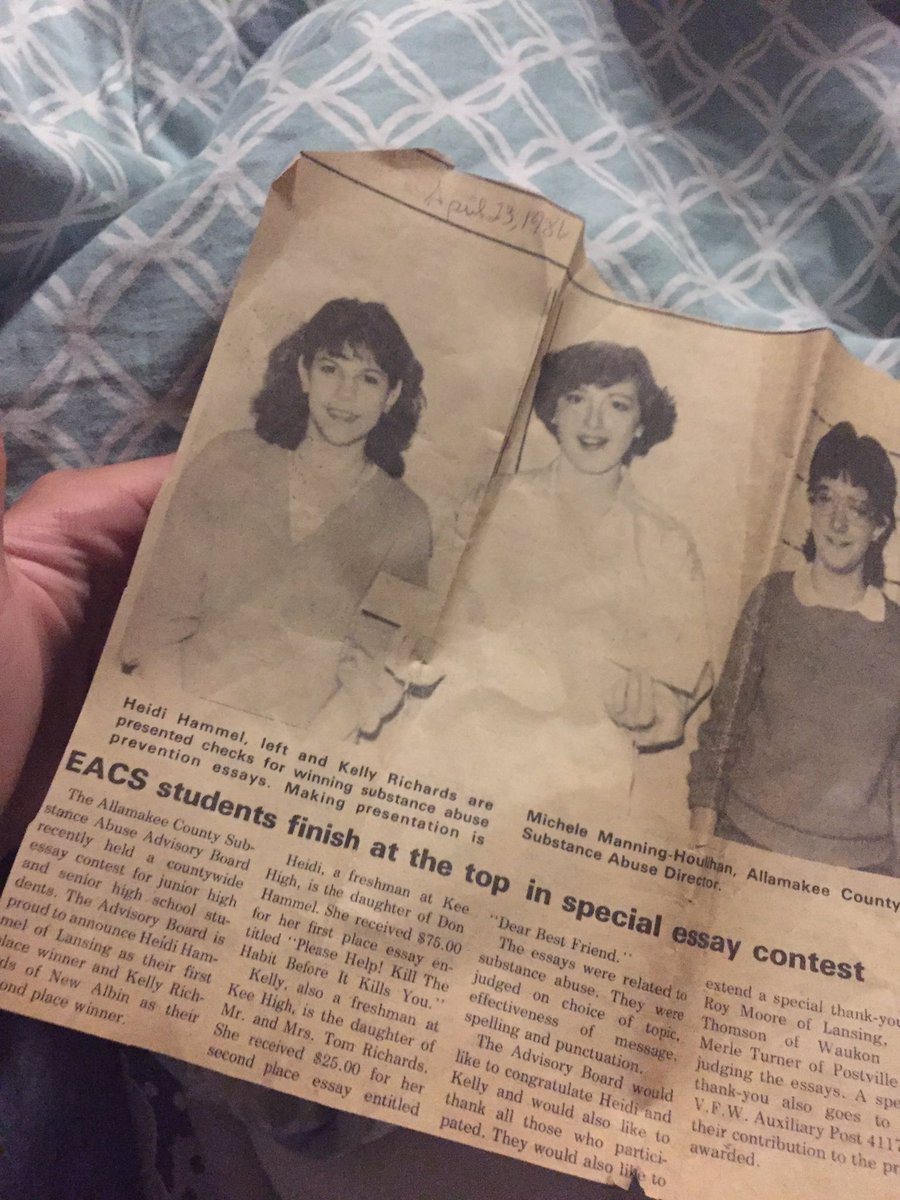 April 23, 1986
Heidi Hammel, left and Kelly Richards are
presented checks for winning substance abuse
prevention essays. Making presentation is
Michele Manning-Houlihan, Allamakee County
Substance Abuse Director.
EACS students finish at the top in special essay contest
The Allamakee County Sub-
stance Abuse Advisory Board
recently held a countywide
essay contest for junior high
and senior high school stu-
dents. The Advisory Board is
proud to announce Heidi Ham-
mel of Lansing as their first
place winner and Kelly Rich-
rds of New Albin as their
ond place winner.
Heidi, a freshman at Kee
High, is the daughter of Don
Hammel. She received $75.00
for her first place essay en-
titled "Please Help! Kill The
Habit Before It Kills You."
Kelly, also a freshman at
Kee High, is the daughter of
Mr. and Mrs. Tom Richards.
She received $25.00 for her
second place essay entitled
"Dear Best Friend."
The essays were related to
substance abuse. They were
judged on choice of topic,
effectiveness of message,
spelling and punctuation.
The Advisory Board would
like to congratulate Heidi and
Kelly and would also like to
thank all those who partici-
pated. They would also like to
extend a special thank-you
Roy Moore of Lansing,
Thomson of Waukon
Merle Turner of Postville
judging the essays. A spe
thank-you also goes to
V.F.W. Auxiliary Post 4117
their contribution to the pr
awarded.